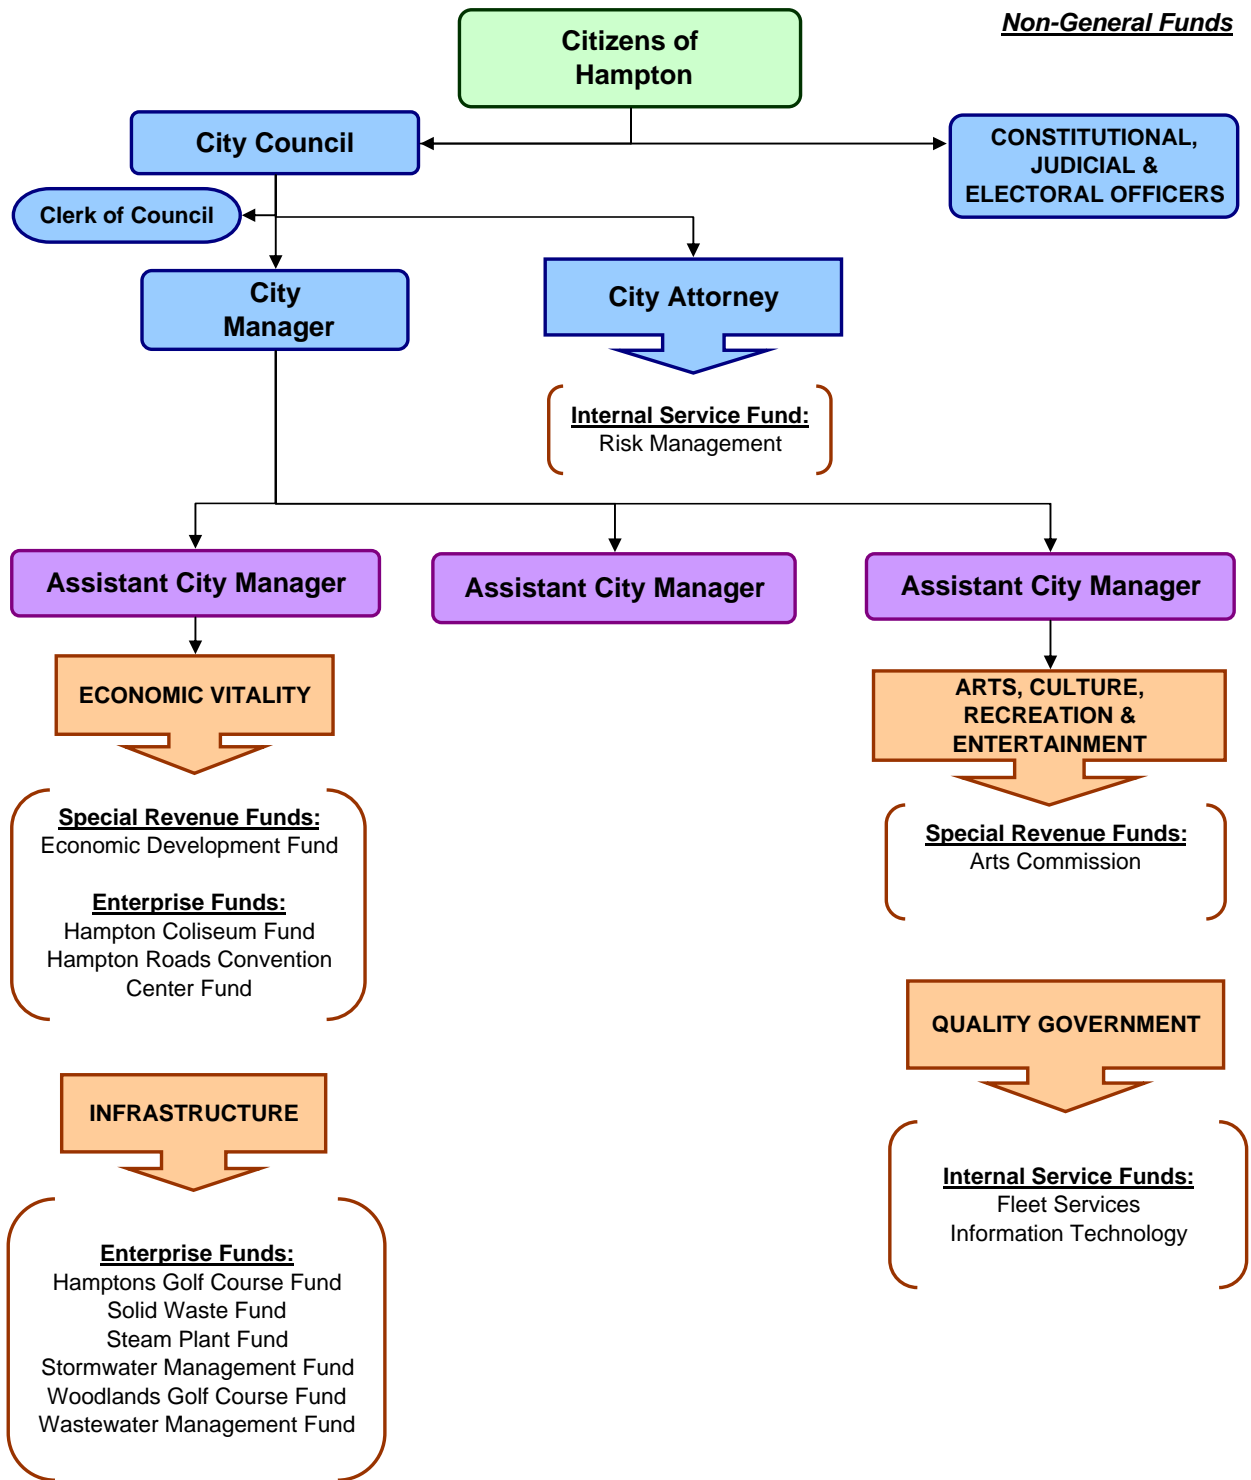 Non-General Funds
Citizens of
Hampton
City Council
CONSTITUTIONAL,
JUDICIAL &
ELECTORAL OFFICERS
Clerk of Council
City
Manager
City Attorney
Internal Service Fund:
Risk Management
Assistant City Manager
Assistant City Manager
Assistant City Manager
ECONOMIC VITALITY
Special Revenue Funds:
Economic Development Fund
Enterprise Funds:
Hampton Coliseum Fund
Hampton Roads Convention
Center Fund
INFRASTRUCTURE
Enterprise Funds:
Hamptons Golf Course Fund
Solid Waste Fund
Steam Plant Fund
Stormwater Management Fund
Woodlands Golf Course Fund
Wastewater Management Fund
ARTS, CULTURE,
RECREATION &
ENTERTAINMENT
Special Revenue Funds:
Arts Commission
QUALITY GOVERNMENT
Internal Service Funds:
Fleet Services
Information Technology